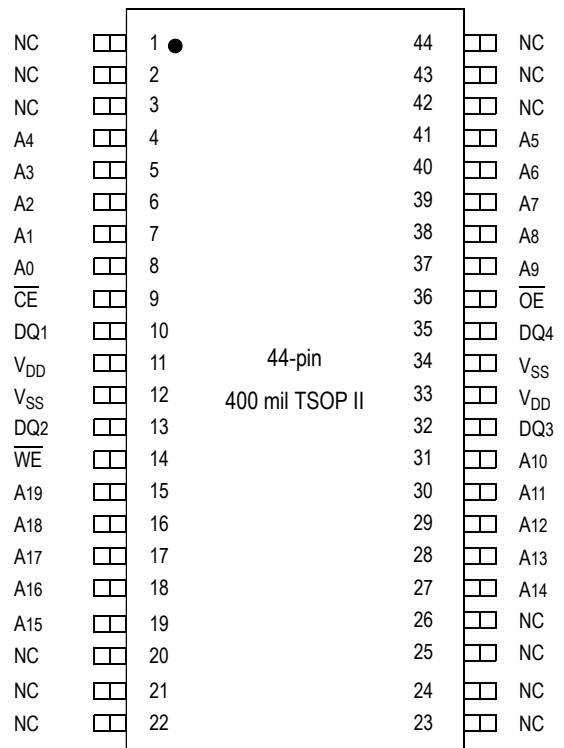 NC 1 44 NC
NC 2 43 NC
NC 3 42 NC
A4 4 41 A5
A3 5 40 A6
A2 6 39 A7
A1 7 38 A8
A0 8 37 A9
C̅E̅ 9 36 O̅E̅
DQ1 10 35 DQ4
VDD 11 34 VSS
44-pin
VSS 12 33 VDD
400 mil TSOP II
DQ2 13 32 DQ3
W̅E̅ 14 31 A10
A19 15 30 A11
A18 16 29 A12
A17 17 28 A13
A16 18 27 A14
A15 19 26 NC
NC 20 25 NC
NC 21 24 NC
NC 22 23 NC